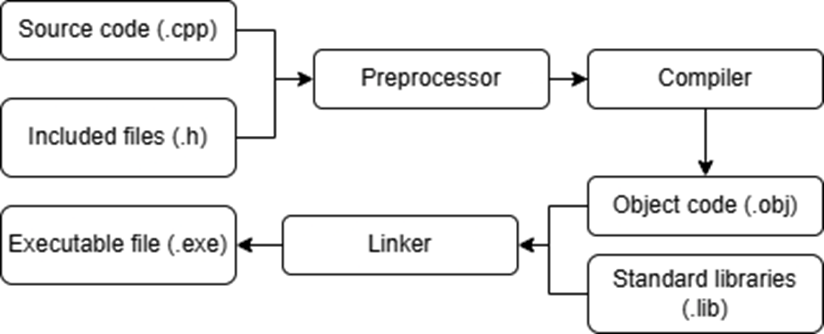 Source code (.cpp)
Included files (.h)
Preprocessor
Compiler
Object code (.obj)
Standard libraries
(.lib)
Linker
Executable file (.exe)